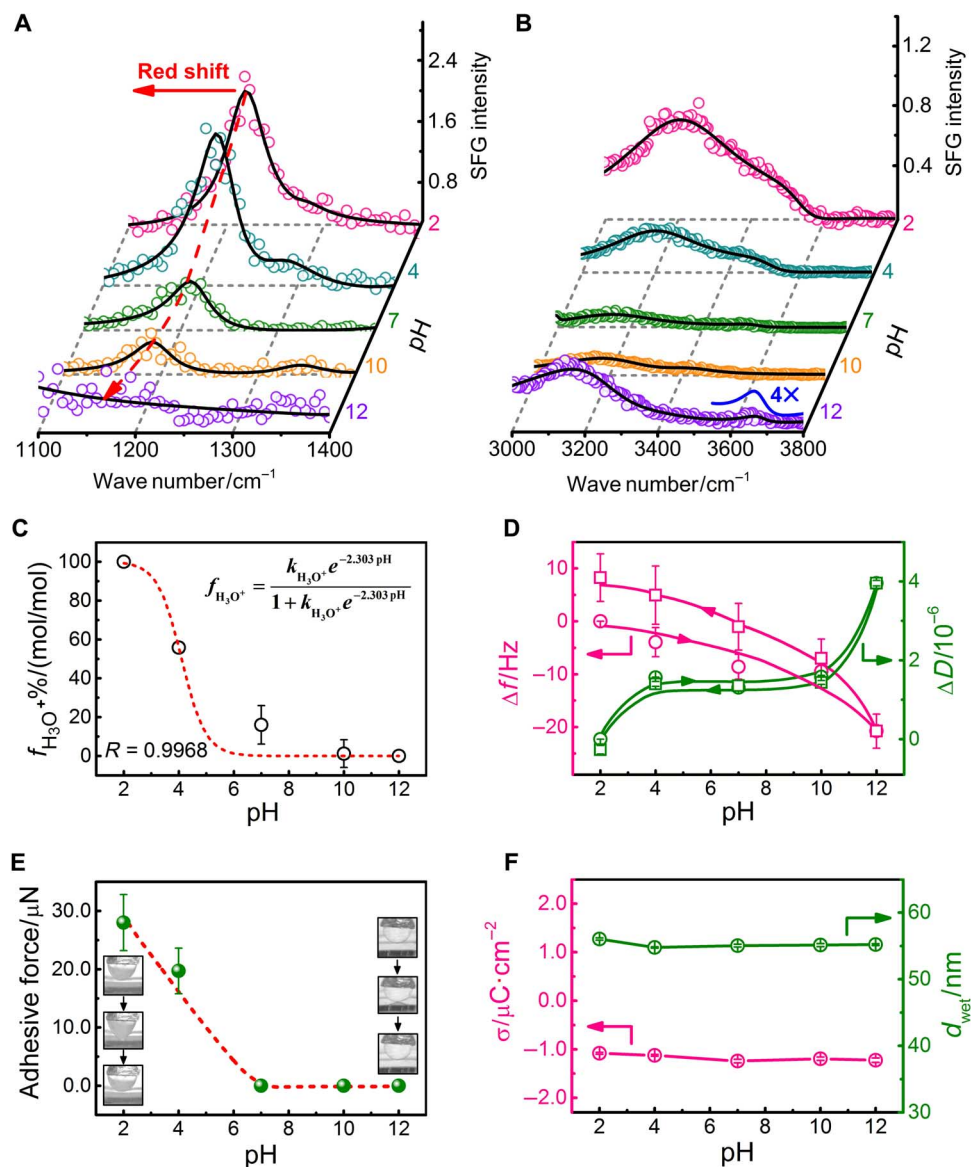 A
Red shift
2.4
1.6
0.8
SFG intensity
2
4
7
10
12
pH
1100
1200
1300
1400
Wave number/cm⁻¹
B
1.2
0.8
0.4
SFG intensity
2
4
7
10
12
pH
4×
3000
3200
3400
3600
3800
Wave number/cm⁻¹
C
100
80
60
40
20
0
f_H₃O⁺%/(mol/mol)
f_H₃O⁺ = k_H₃O⁺ e^−2.303 pH / 1 + k_H₃O⁺ e^−2.303 pH
R = 0.9968
2 4 6 8 10 12
pH
D
10
0
−10
−20
Δf/Hz
4
2
0
ΔD/10⁻⁶
2 4 6 8 10 12
pH
E
30.0
20.0
10.0
0.0
Adhesive force/μN
2 4 6 8 10 12
pH
F
2.0
1.0
0.0
−1.0
−2.0
σ/μC·cm⁻²
60
50
40
30
d_wet/nm
2 4 6 8 10 12
pH